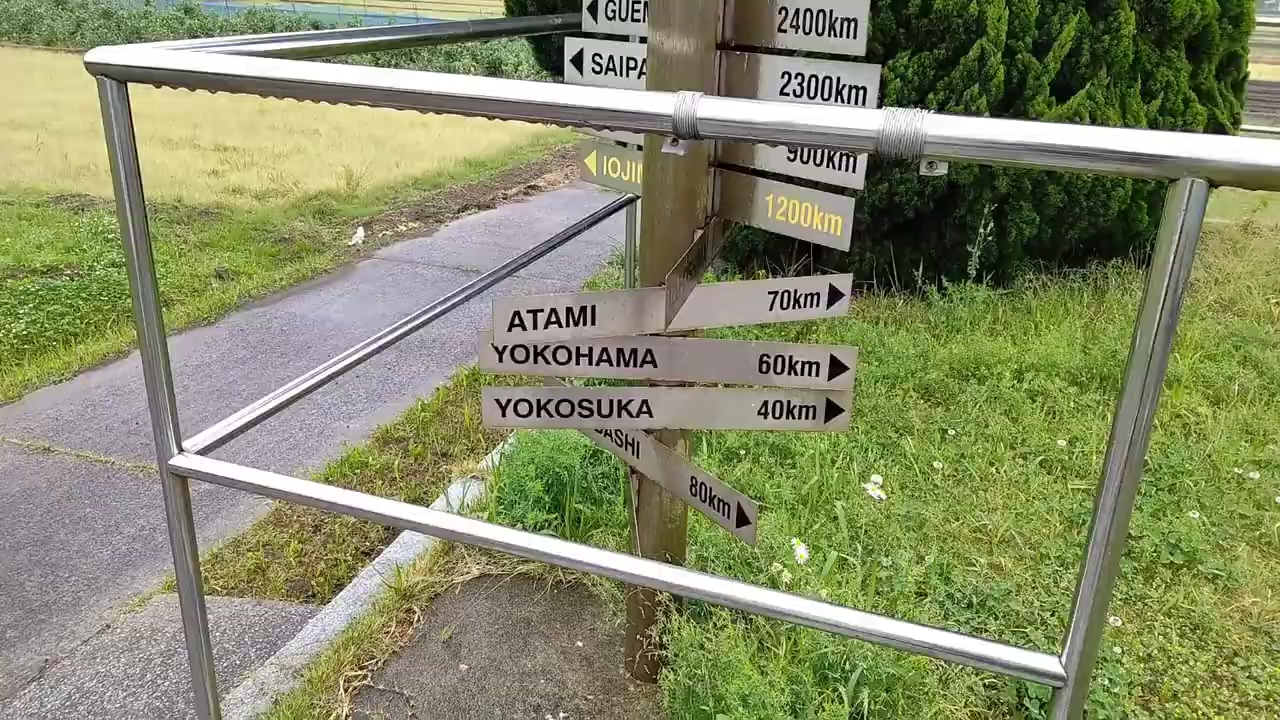 ◀ GUE
2400km
◀ SAIPA
2300km
900km
◀ IOJI
1200km
ATAMI 70km ▶
YOKOHAMA 60km ▶
YOKOSUKA 40km ▶
ASHI 80km ▶